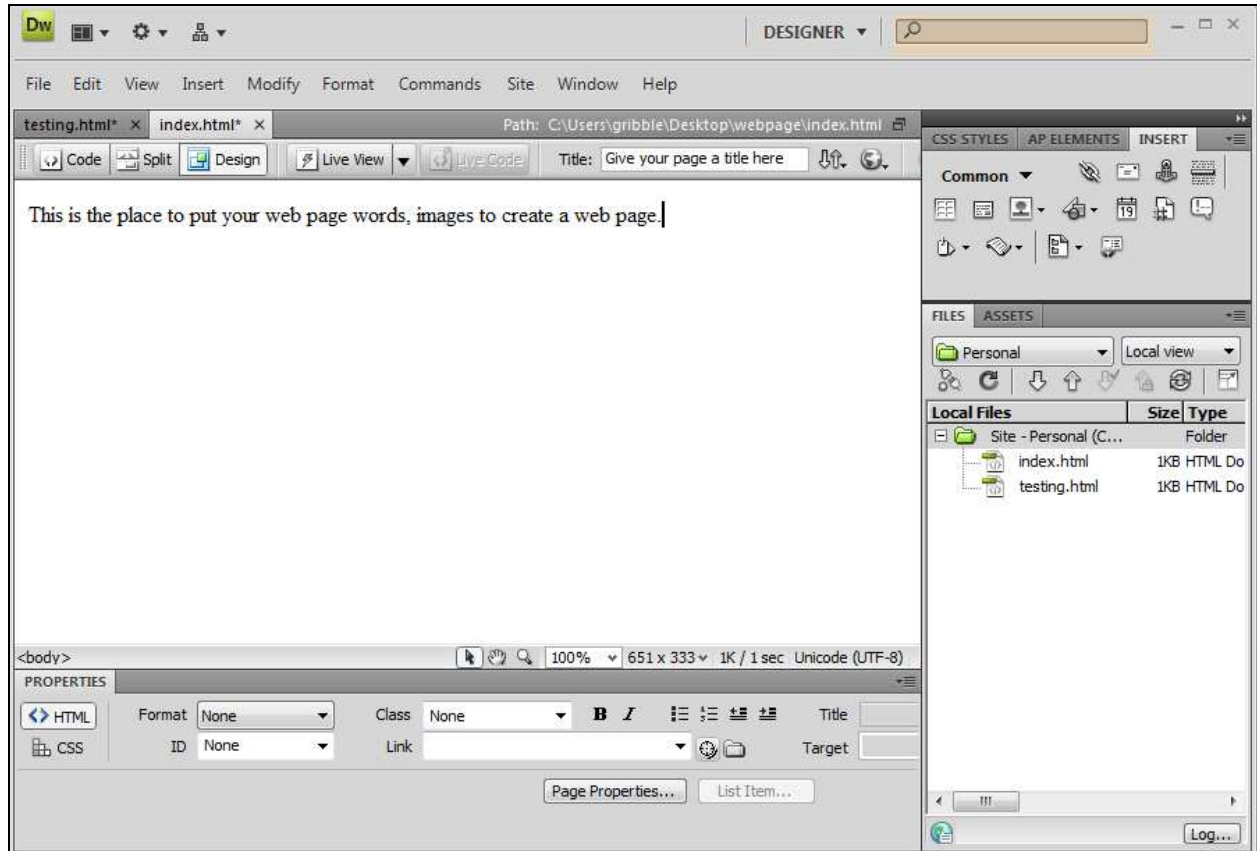 Dw DESIGNER
File Edit View Insert Modify Format Commands Site Window Help
testing.html* × index.html* × Path: C:\Users\gribble\Desktop\webpage\index.html
Code Split Design Live View Live Code Title: Give your page a title here
This is the place to put your web page words, images to create a web page.
<body> 100% 651 x 333 1K / 1 sec Unicode (UTF-8)
PROPERTIES
HTML Format None Class None B I Title
CSS ID None Link Target
Page Properties... List Item...
CSS STYLES AP ELEMENTS INSERT
Common
19
FILES ASSETS
Personal Local view
Local Files Size Type
Site - Personal (C... Folder
index.html 1KB HTML Do
testing.html 1KB HTML Do
Log...